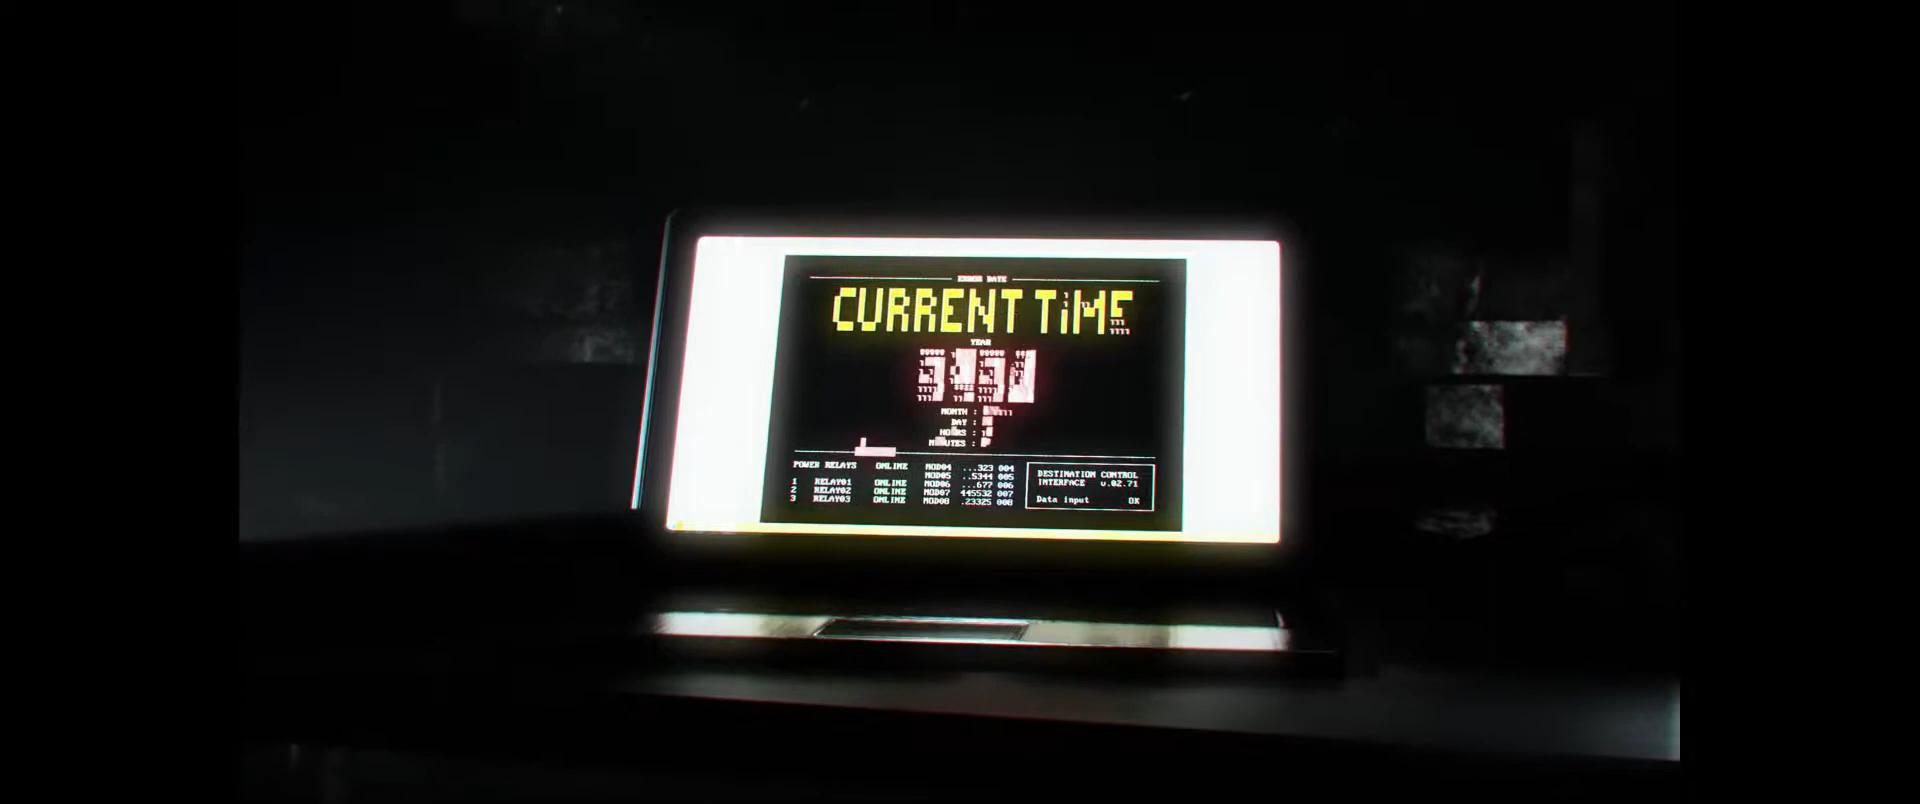 ERROR DATE
CURRENT TiME
YEAR
MONTH :
DAY :
HOURS :
MINUTES :
POWER RELAYS ONLINE
1 RELAY01 ONLINE
2 RELAY02 ONLINE
3 RELAY03 ONLINE
MOD04 ...323 004
MOD05 ..5344 005
MOD06 ...677 006
MOD07 445532 007
MOD08 .23325 008
DESTINATION CONTROL
INTERFACE v.02.71
Data input OK